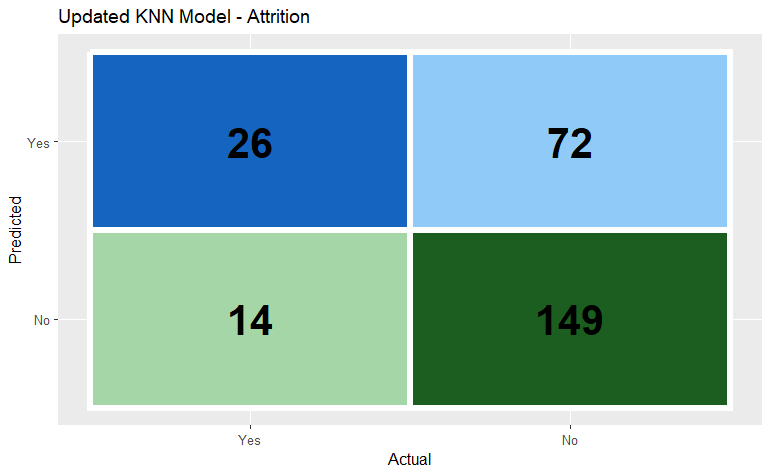 Updated KNN Model - Attrition
Yes
26
72
Predicted
No
14
149
Yes
No
Actual